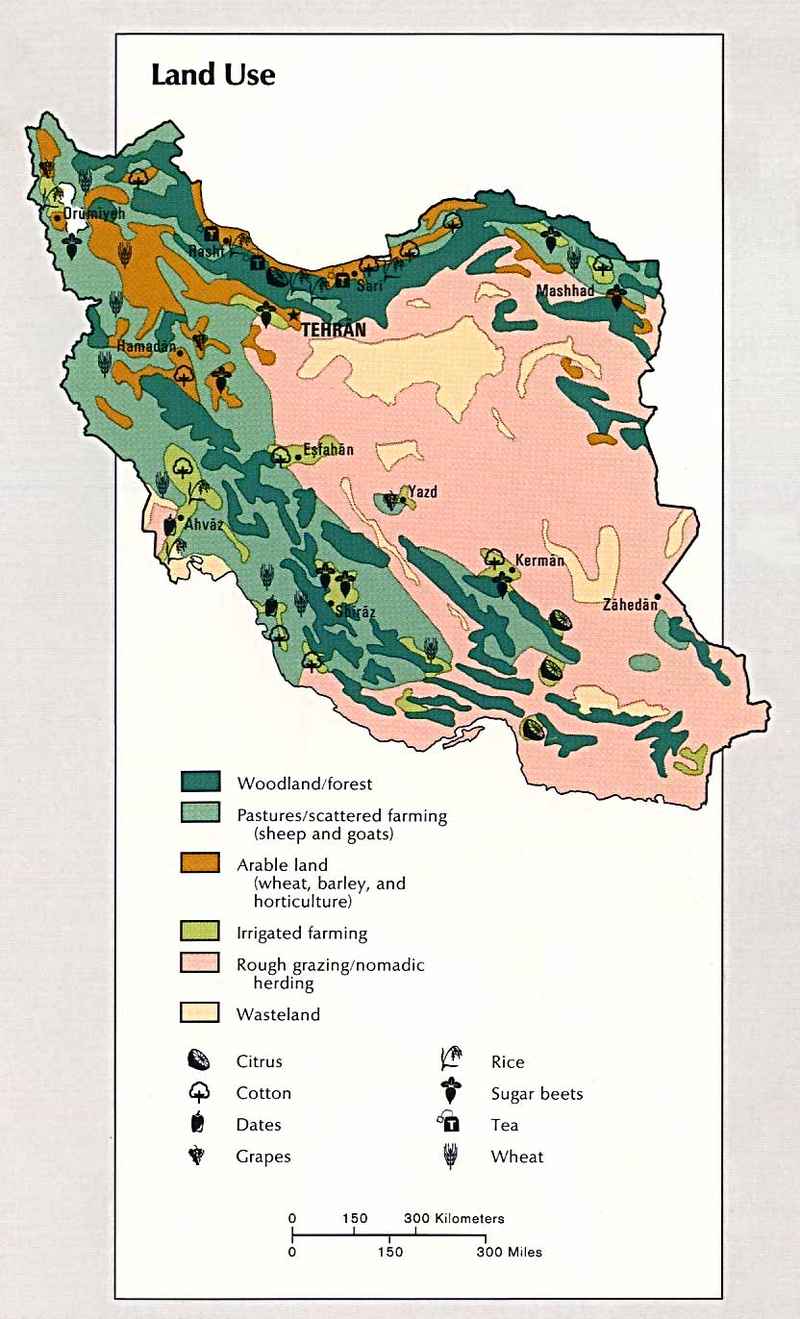 Land Use
Orūmīyeh
Rasht
Sārī
Mashhad
TEHRĀN
Hamadān
Eşfahān
Yazd
Ahvāz
Kermān
Shīrāz
Zāhedān
Woodland/forest
Pastures/scattered farming
(sheep and goats)
Arable land
(wheat, barley, and
horticulture)
Irrigated farming
Rough grazing/nomadic
herding
Wasteland
Citrus
Rice
Cotton
Sugar beets
Dates
Tea
Grapes
Wheat
0 150 300 Kilometers
0 150 300 Miles